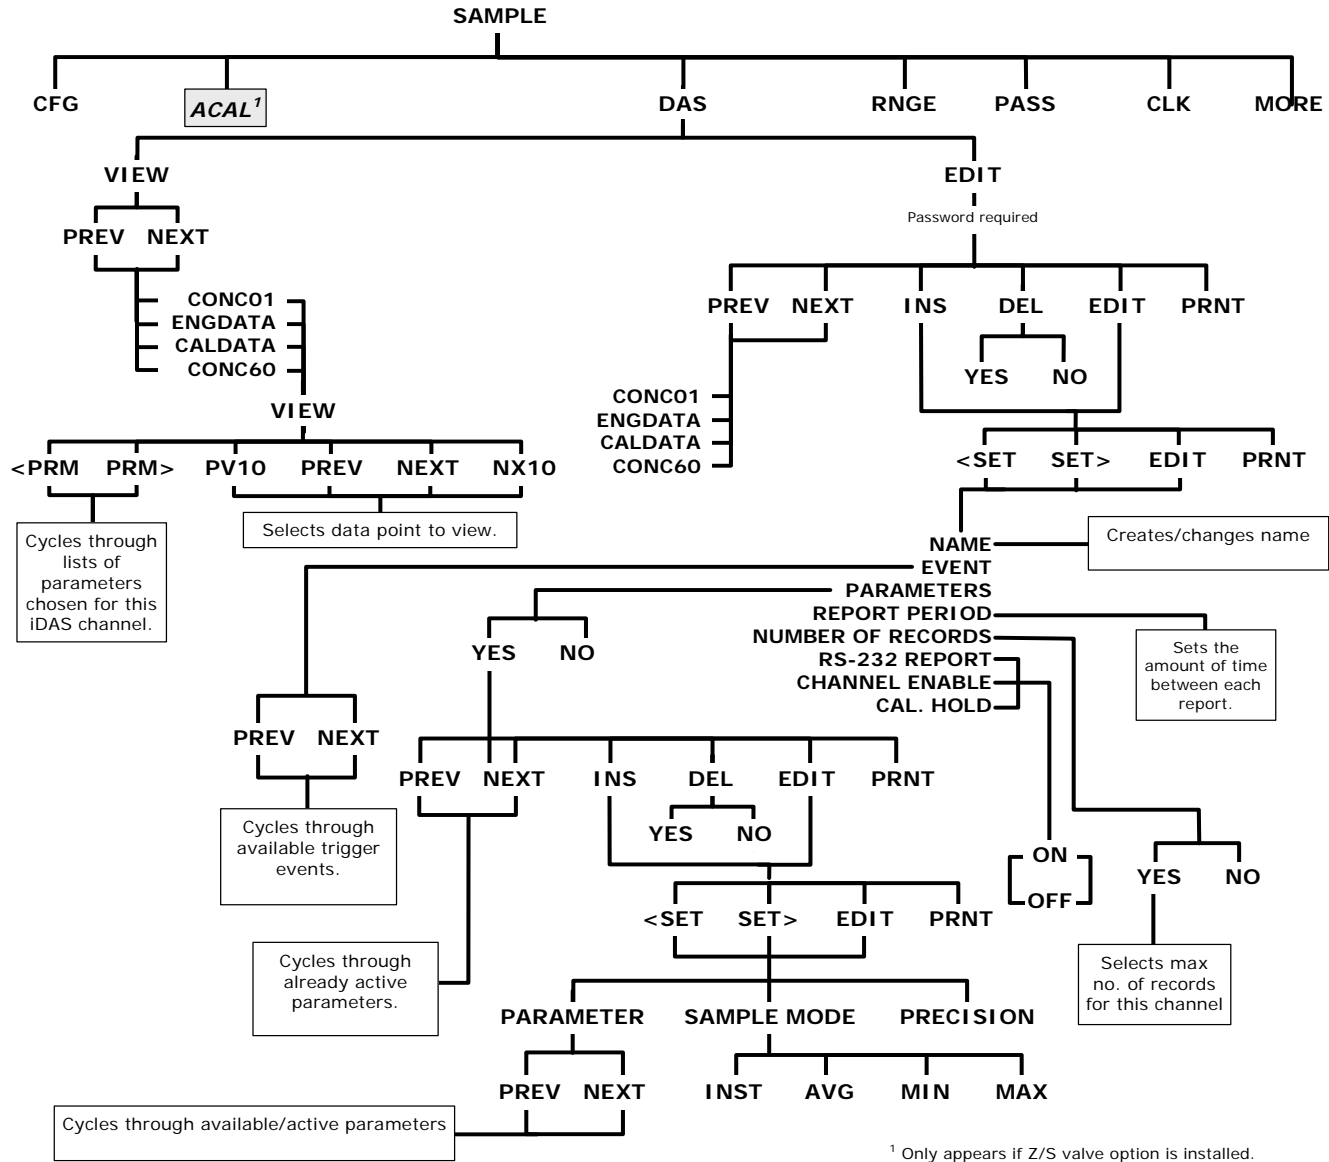 SAMPLE
CFG ACAL1 DAS RNGE PASS CLK MORE
VIEW EDIT
Password required
PREV NEXT
PREV NEXT INS DEL EDIT PRNT
CONC01
ENGDATA
CALDATA
CONC60
YES NO
VIEW
CONC01
ENGDATA
CALDATA
CONC60
<PRM PRM> PV10 PREV NEXT NX10
<SET SET> EDIT PRNT
Cycles through
lists of
parameters
chosen for this
iDAS channel.
Selects data point to view.
NAME
Creates/changes name
EVENT
PARAMETERS
REPORT PERIOD
NUMBER OF RECORDS
RS-232 REPORT
CHANNEL ENABLE
CAL. HOLD
Sets the
amount of time
between each
report.
YES NO
PREV NEXT
PREV NEXT INS DEL EDIT PRNT
Cycles through
available trigger
events.
YES NO
ON
OFF
YES NO
<SET SET> EDIT PRNT
Cycles through
already active
parameters.
Selects max
no. of records
for this channel
PARAMETER SAMPLE MODE PRECISION
PREV NEXT INST AVG MIN MAX
Cycles through available/active parameters
1 Only appears if Z/S valve option is installed.